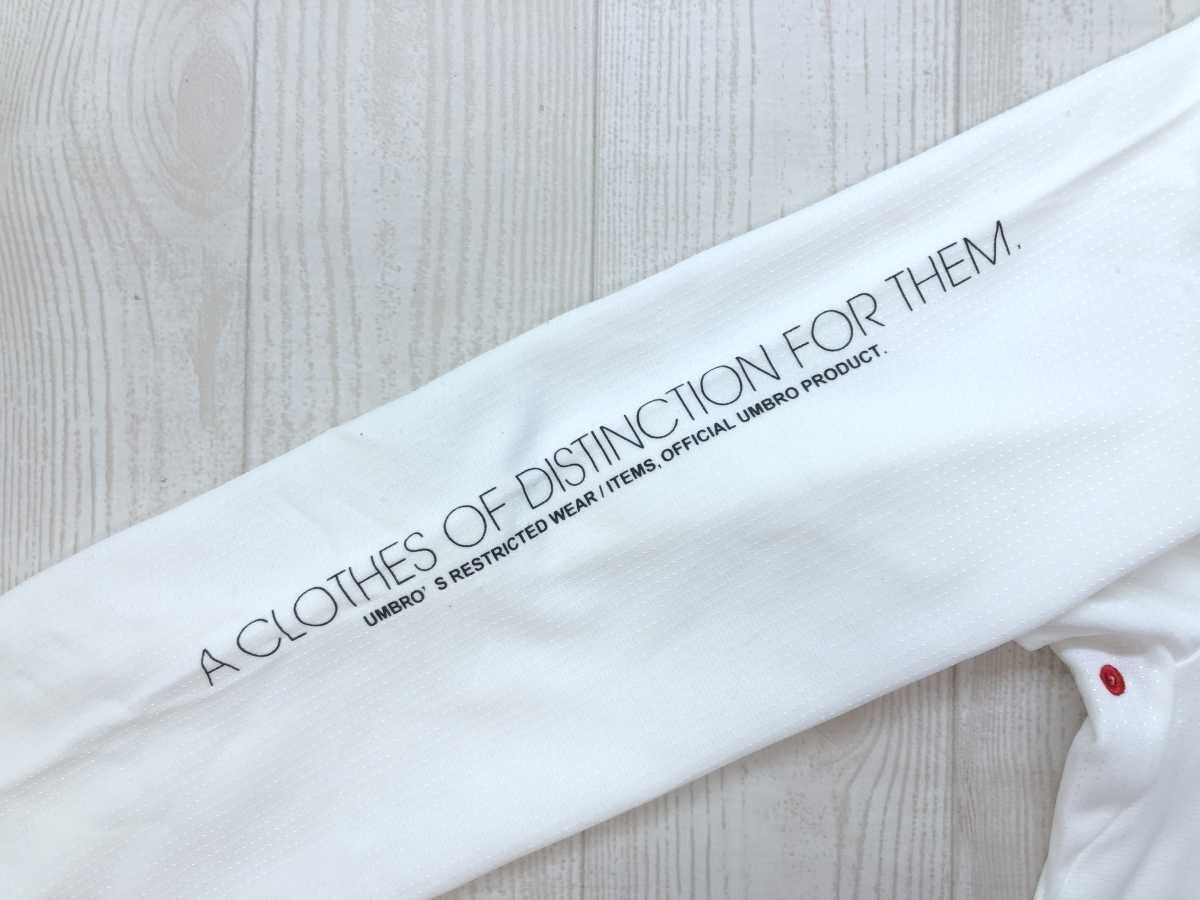 A CLOTHES OF DISTINCTION FOR THEM.
UMBRO' S RESTRICTED WEAR / ITEMS, OFFICIAL UMBRO PRODUCT.